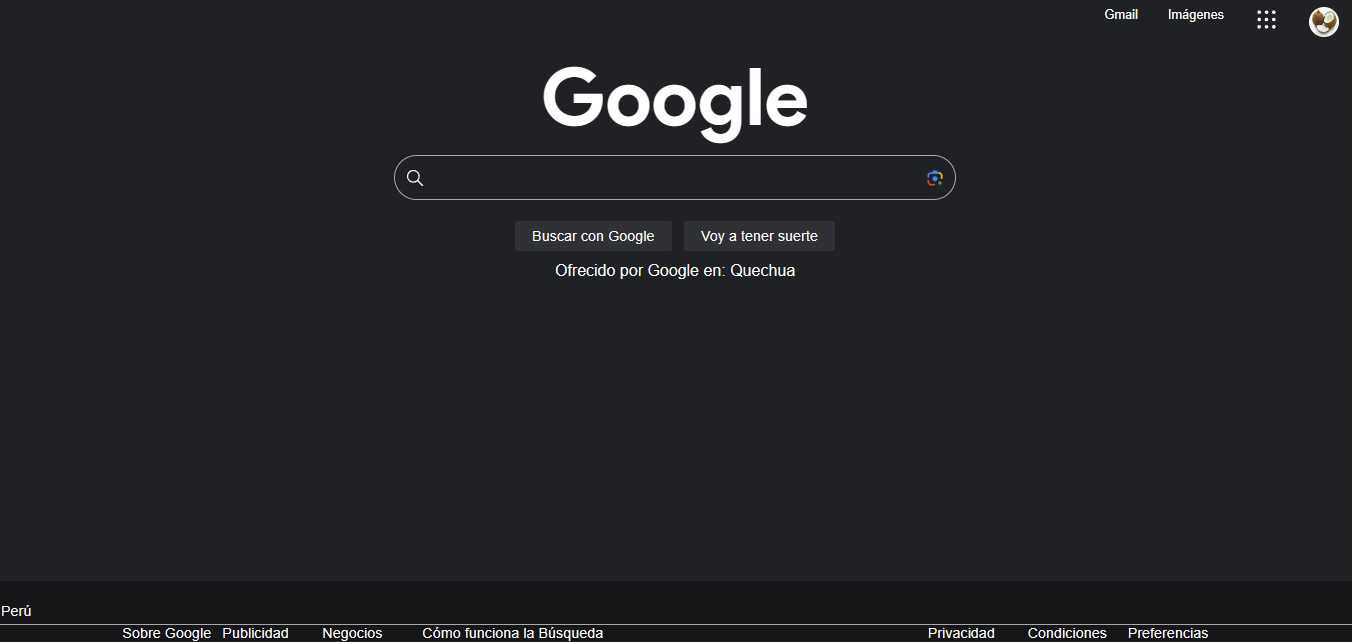 Gmail Imágenes
Google
Buscar con Google Voy a tener suerte
Ofrecido por Google en: Quechua
Perú
Sobre Google Publicidad Negocios Cómo funciona la Búsqueda Privacidad Condiciones Preferencias